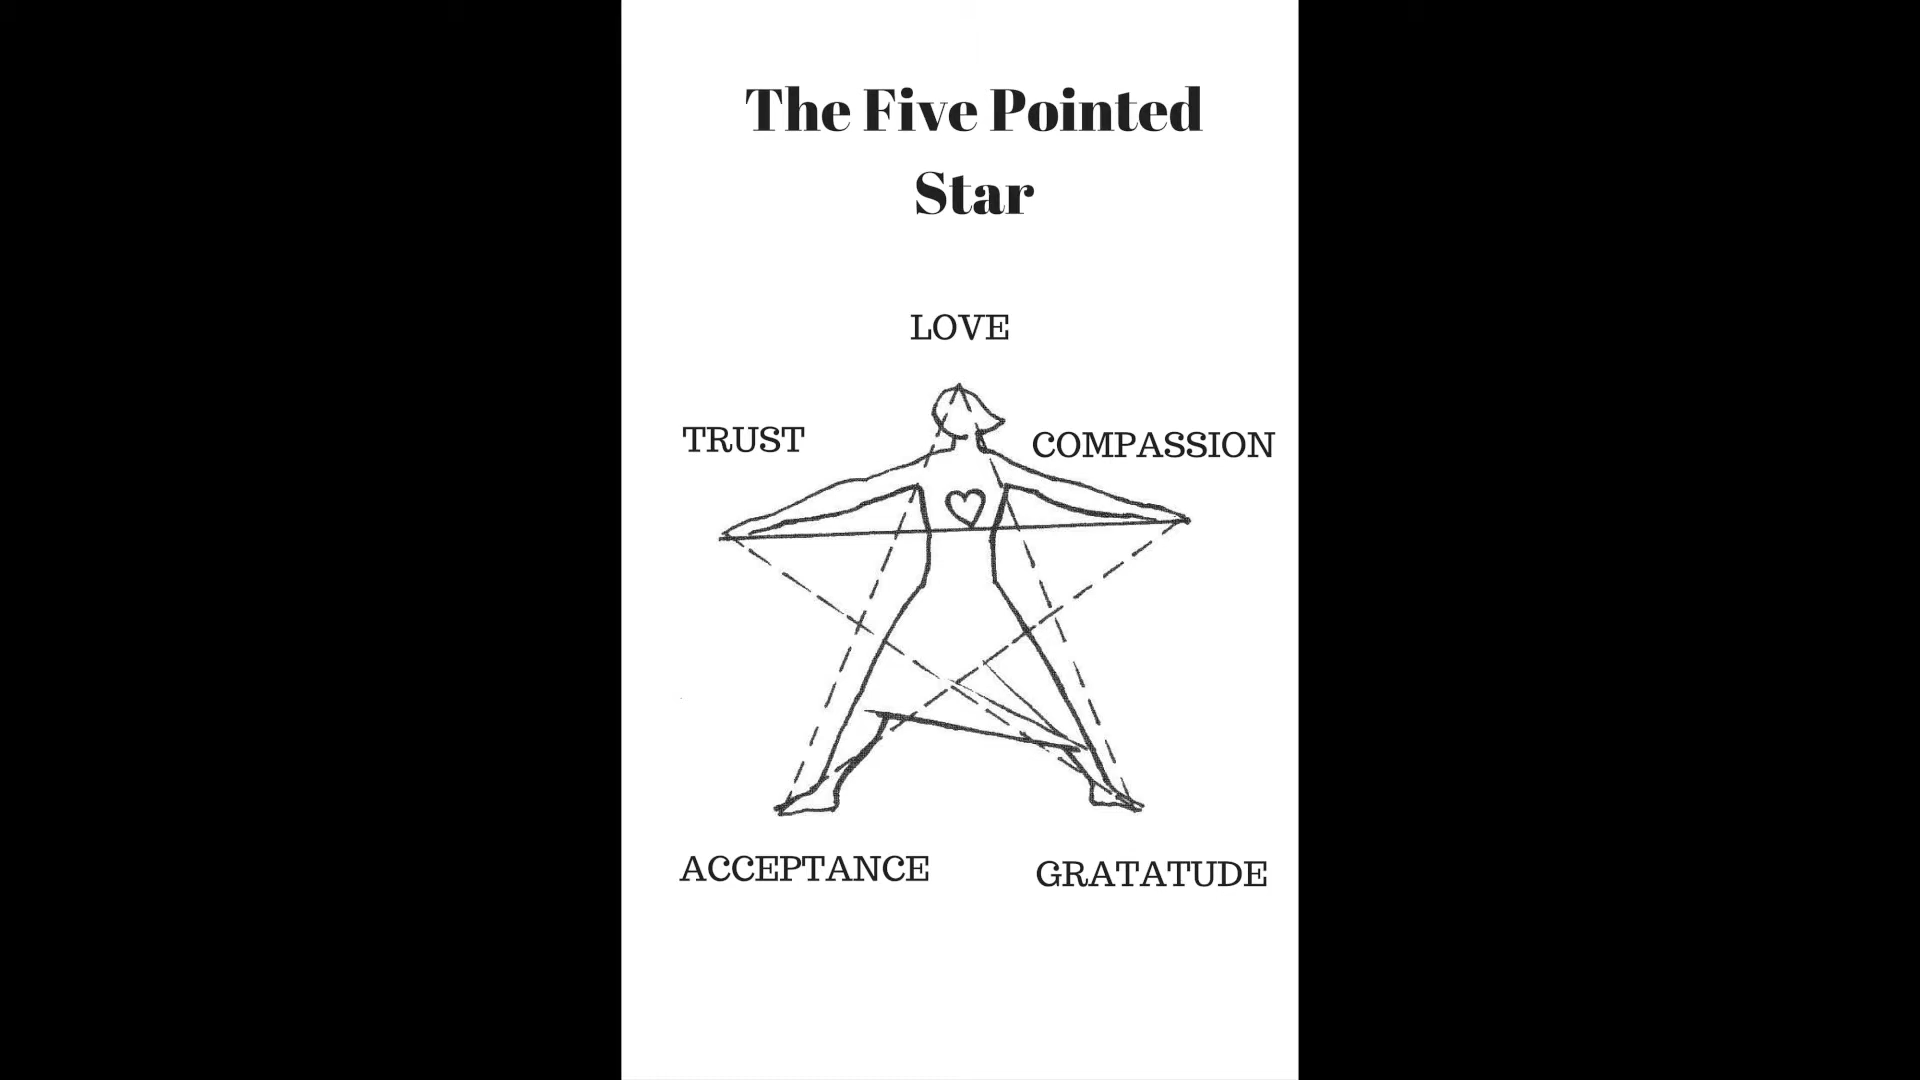 The Five Pointed
Star
LOVE
TRUST
COMPASSION
ACCEPTANCE
GRATATUDE